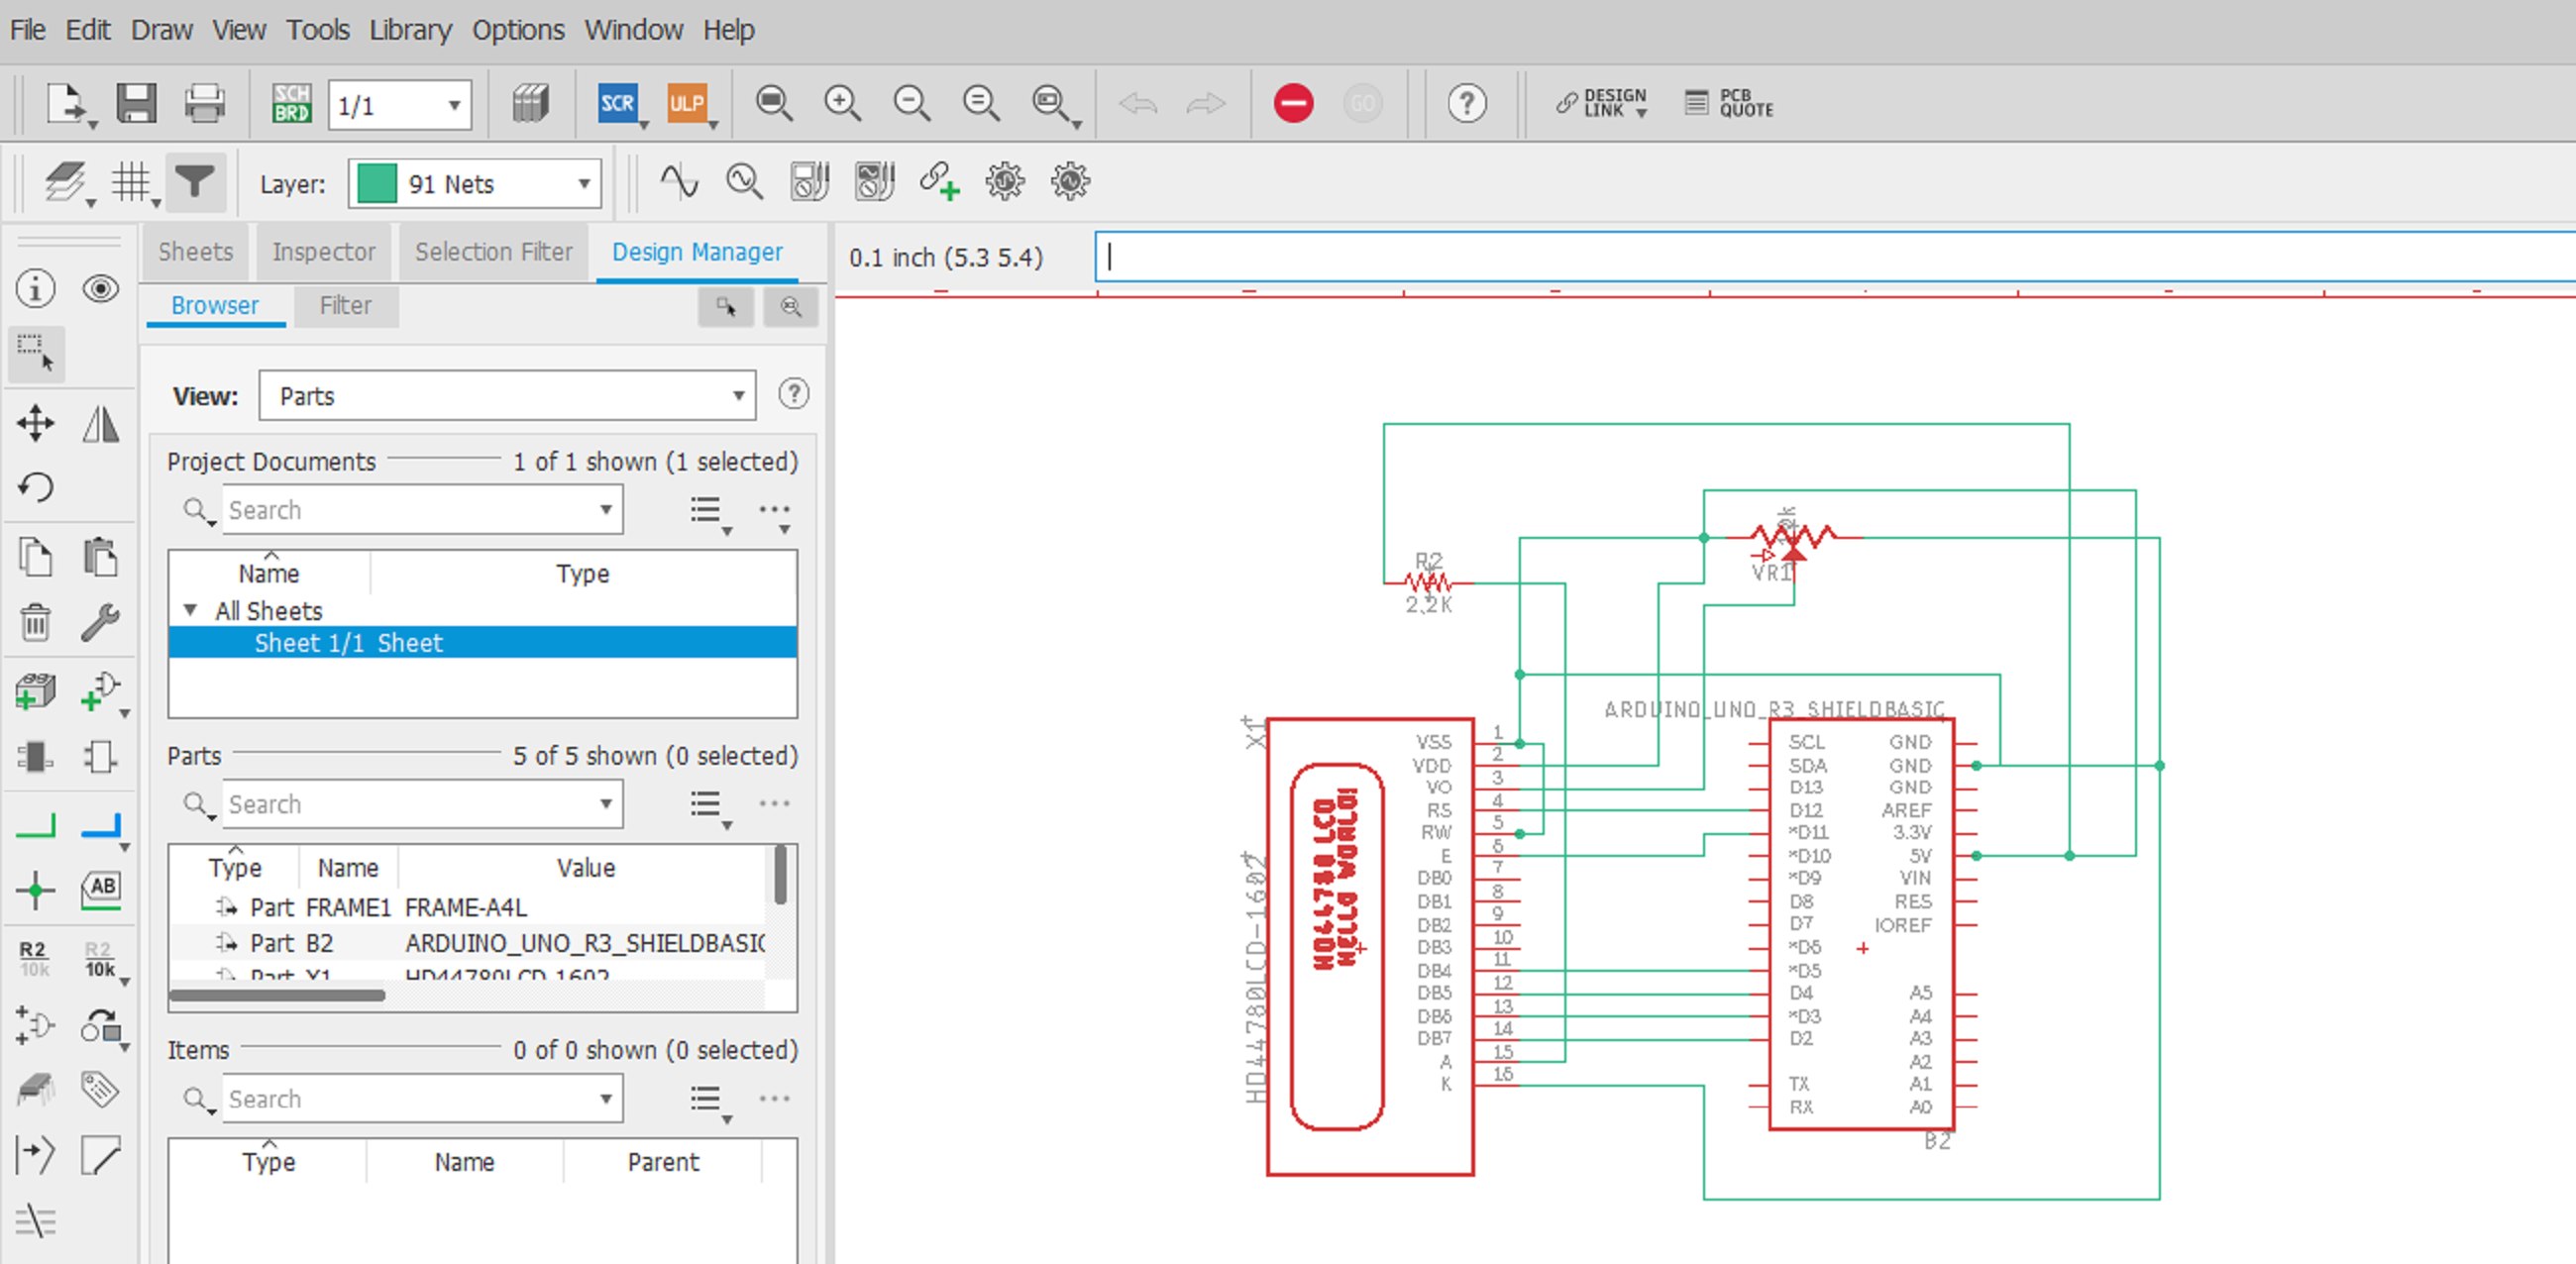 File Edit Draw View Tools Library Options Window Help
SCH BRD 1/1 SCR ULP GO ? DESIGN LINK PCB QUOTE
Layer: 91 Nets
Sheets Inspector Selection Filter Design Manager
0.1 inch (5.3 5.4)
Browser Filter
View: Parts ?
Project Documents 1 of 1 shown (1 selected)
Search
Name Type
All Sheets
Sheet 1/1 Sheet
Parts 5 of 5 shown (0 selected)
Search
Type Name Value
Part FRAME1 FRAME-A4L
Part B2 ARDUINO_UNO_R3_SHIELDBASIC
Part X1 HD44780LCD-1602
Items 0 of 0 shown (0 selected)
Search
Type Name Parent
AB
R2 10k
R2 10k
R2
2,2K
VR1
X1
HD44780LCD-1602
VSS 1
VDD 2
VO 3
RS 4
RW 5
E 6
DB0 7
DB1 8
DB2 9
DB3 10
DB4 11
DB5 12
DB6 13
DB7 14
A 15
K 16
ARDUINO_UNO_R3_SHIELDBASIC
SCL GND
SDA GND
D13 GND
D12 AREF
*D11 3.3V
*D10 5V
*D9 VIN
D8 RES
D7 IOREF
*D6
*D5
D4 A5
*D3 A4
D2 A3
A2
TX A1
RX A0
B2